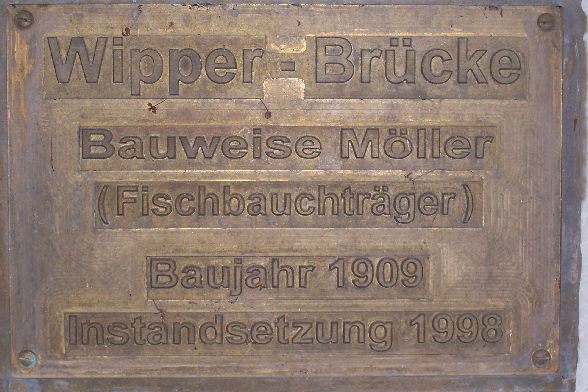 Wipper - Brücke
Bauweise Möller
(Fischbauchträger)
Baujahr 1909
Instandsetzung 1998